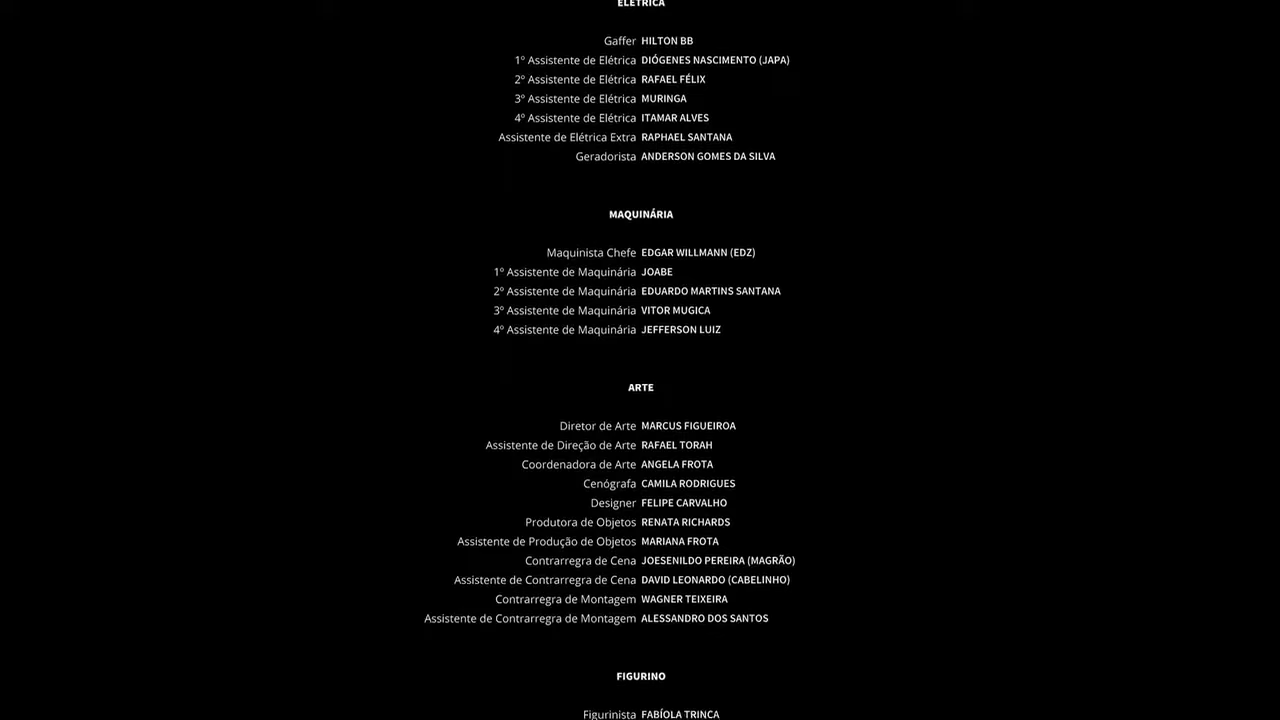 ELÉTRICA
Gaffer HILTON BB
1º Assistente de Elétrica DIÓGENES NASCIMENTO (JAPA)
2º Assistente de Elétrica RAFAEL FÉLIX
3º Assistente de Elétrica MURINGA
4º Assistente de Elétrica ITAMAR ALVES
Assistente de Elétrica Extra RAPHAEL SANTANA
Geradorista ANDERSON GOMES DA SILVA
MAQUINÁRIA
Maquinista Chefe EDGAR WILLMANN (EDZ)
1º Assistente de Maquinária JOABE
2º Assistente de Maquinária EDUARDO MARTINS SANTANA
3º Assistente de Maquinária VITOR MUGICA
4º Assistente de Maquinária JEFFERSON LUIZ
ARTE
Diretor de Arte MARCUS FIGUEIROA
Assistente de Direção de Arte RAFAEL TORAH
Coordenadora de Arte ANGELA FROTA
Cenógrafa CAMILA RODRIGUES
Designer FELIPE CARVALHO
Produtora de Objetos RENATA RICHARDS
Assistente de Produção de Objetos MARIANA FROTA
Contrarregra de Cena JOESENILDO PEREIRA (MAGRÃO)
Assistente de Contrarregra de Cena DAVID LEONARDO (CABELINHO)
Contrarregra de Montagem WAGNER TEIXEIRA
Assistente de Contrarregra de Montagem ALESSANDRO DOS SANTOS
FIGURINO
Figurinista FABÍOLA TRINCA